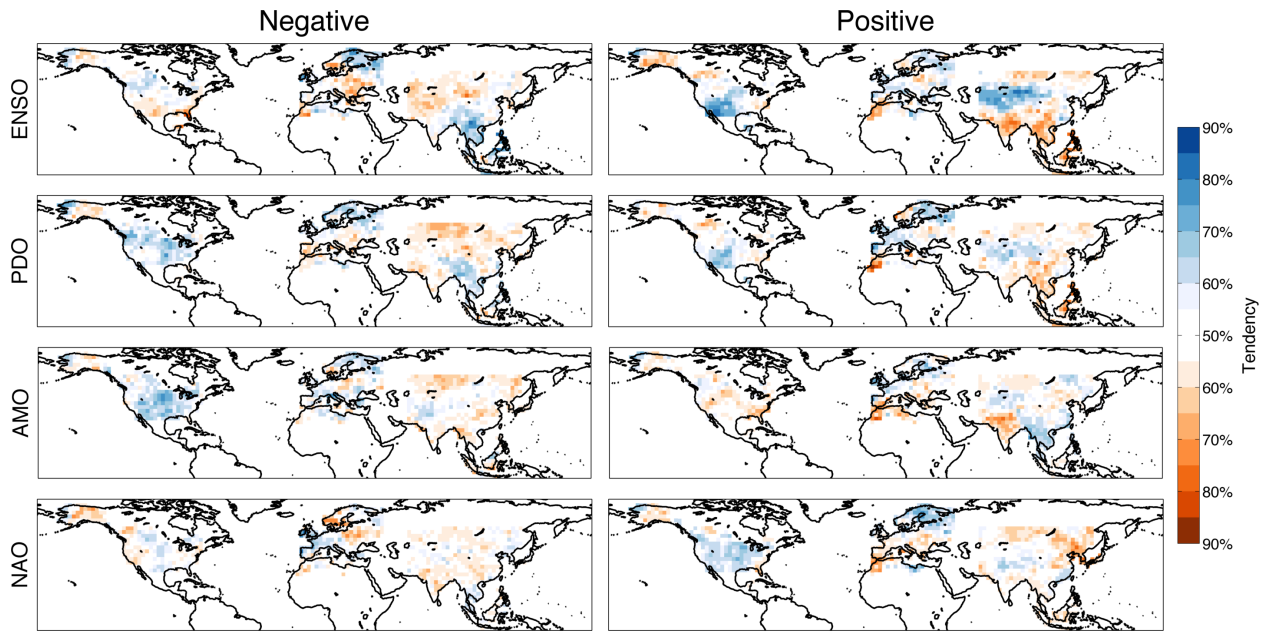 Negative
Positive
ENSO
PDO
AMO
NAO
90%
80%
70%
60%
50%
60%
70%
80%
90%
Tendency